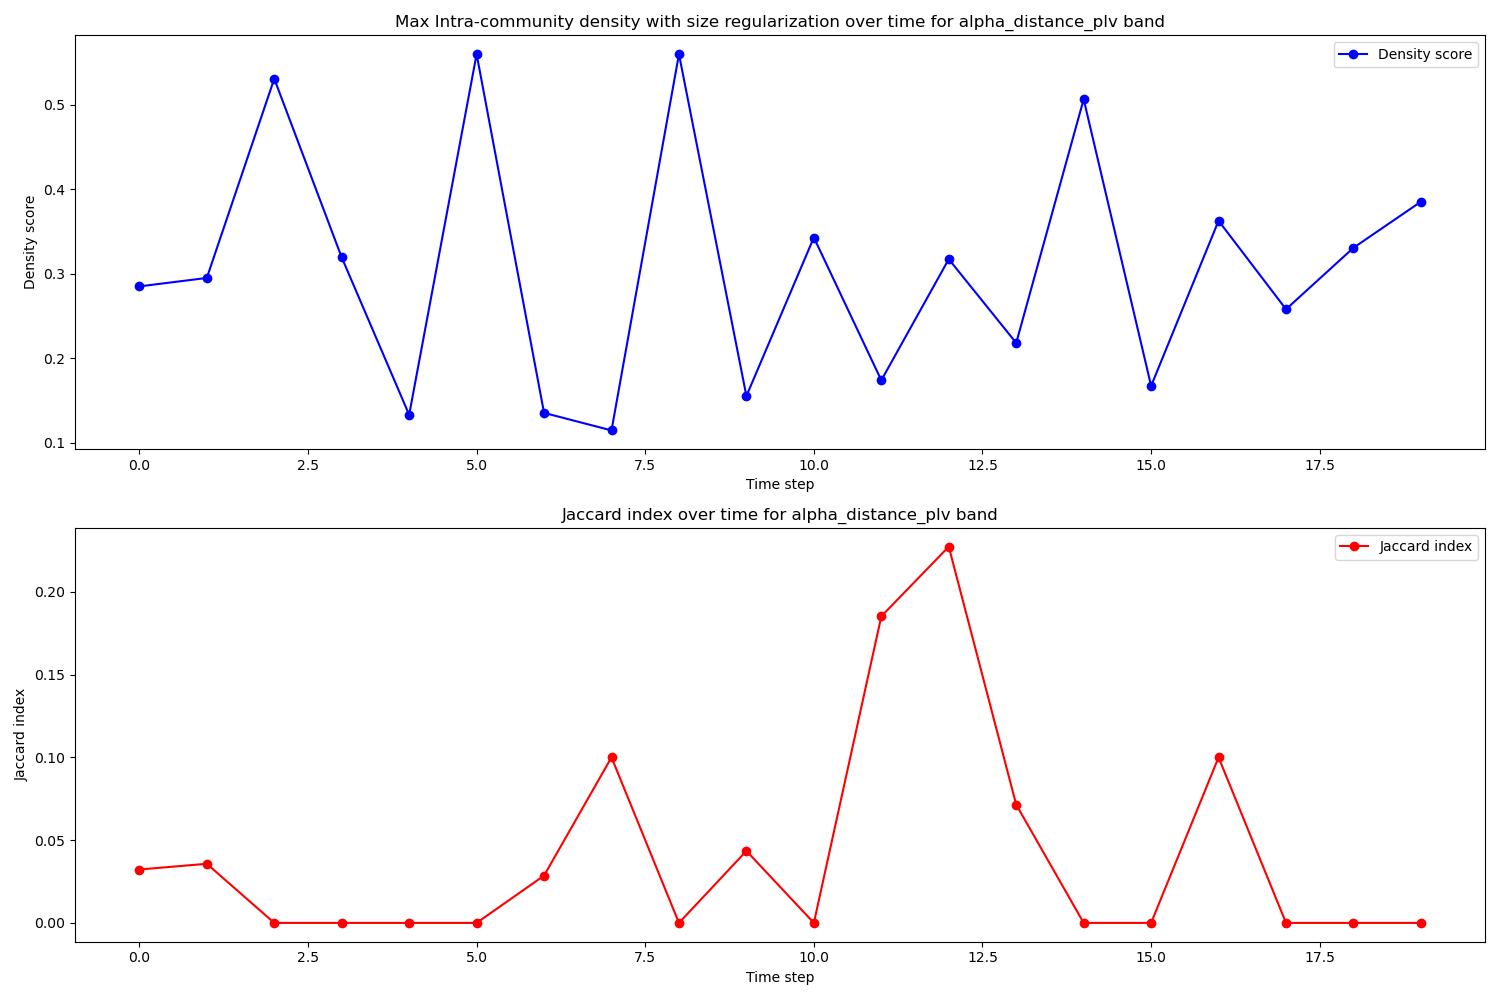 Max Intra-community density with size regularization over time for alpha_distance_plv band
Density score
Density score
0.5
0.4
0.3
0.2
0.1
0.0 2.5 5.0 7.5 10.0 12.5 15.0 17.5
Time step
Jaccard index over time for alpha_distance_plv band
Jaccard index
Jaccard index
0.20
0.15
0.10
0.05
0.00
0.0 2.5 5.0 7.5 10.0 12.5 15.0 17.5
Time step